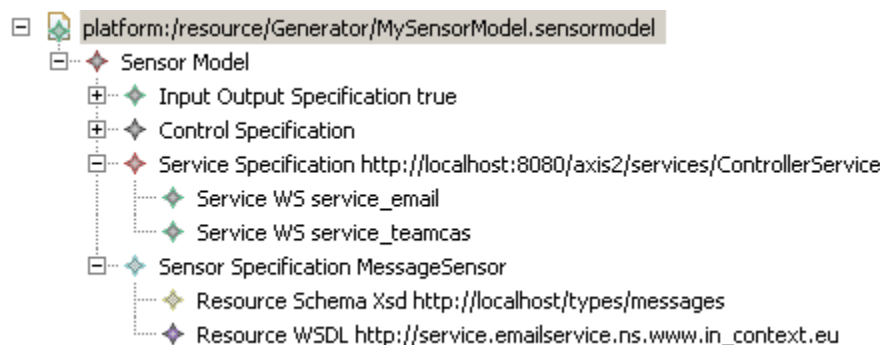 platform:/resource/Generator/MySensorModel.sensormodel
Sensor Model
Input Output Specification true
Control Specification
Service Specification http://localhost:8080/axis2/services/ControllerService
Service WS service_email
Service WS service_teamcas
Sensor Specification MessageSensor
Resource Schema Xsd http://localhost/types/messages
Resource WSDL http://service.emailservice.ns.www.in_context.eu